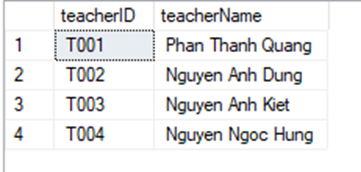 teacherID teacherName
1 T001 Phan Thanh Quang
2 T002 Nguyen Anh Dung
3 T003 Nguyen Anh Kiet
4 T004 Nguyen Ngoc Hung